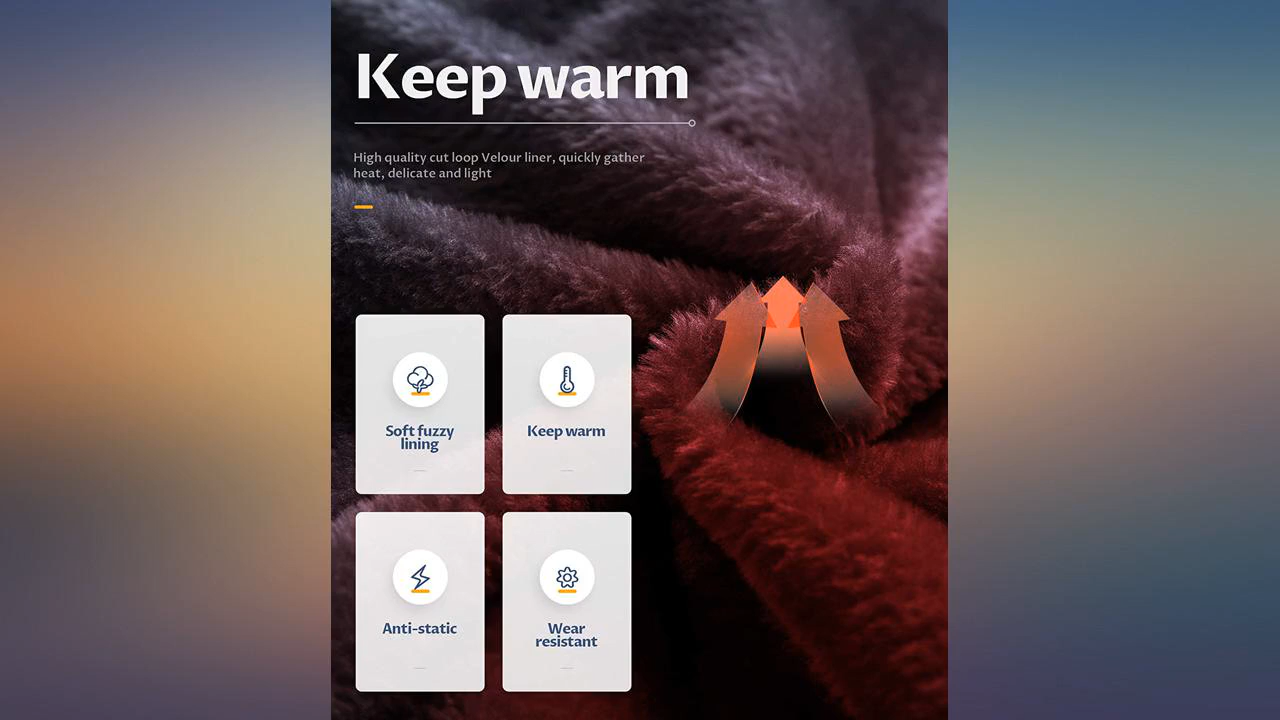 Keep warm
High quality cut loop Velour liner, quickly gather
heat, delicate and light
Soft fuzzy
lining
Keep warm
Anti-static
Wear
resistant